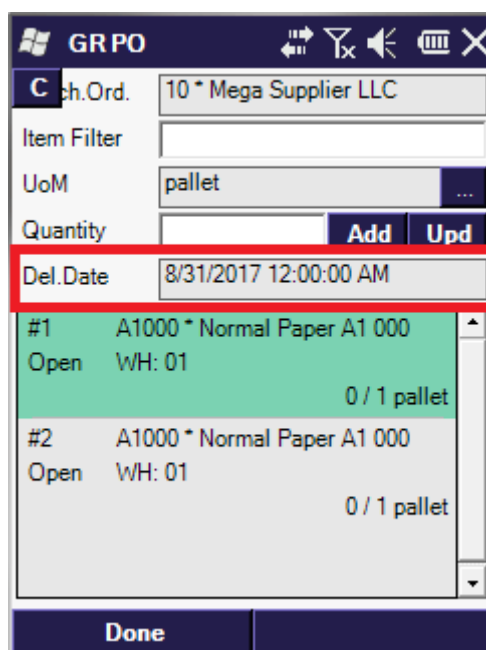 GR PO
C ch.Ord. 10 * Mega Supplier LLC
Item Filter
UoM pallet ...
Quantity Add Upd
Del.Date 8/31/2017 12:00:00 AM
#1 A1000 * Normal Paper A1 000
Open WH: 01
0 / 1 pallet
#2 A1000 * Normal Paper A1 000
Open WH: 01
0 / 1 pallet
Done